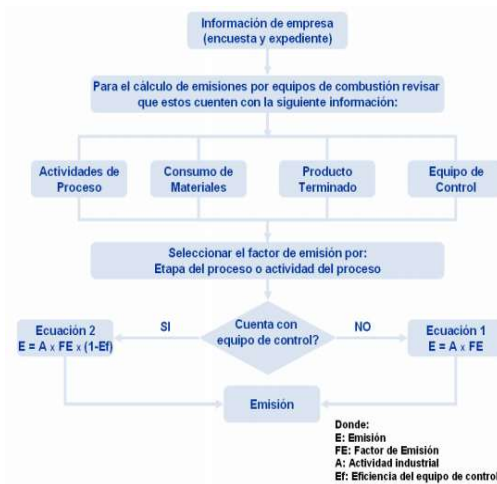 Información de empresa
(encuesta y expediente)
Para el cálculo de emisiones por equipos de combustión revisar
que estos cuenten con la siguiente información:
Actividades de
Proceso
Consumo de
Materiales
Producto
Terminado
Equipo de
Control
Seleccionar el factor de emisión por:
Etapa del proceso o actividad del proceso
Cuenta con
equipo de control?
SI
NO
Ecuación 2
E = A x FE x (1-Ef)
Ecuación 1
E = A x FE
Emisión
Donde:
E: Emisión
FE: Factor de Emisión
A: Actividad industrial
Ef: Eficiencia del equipo de control